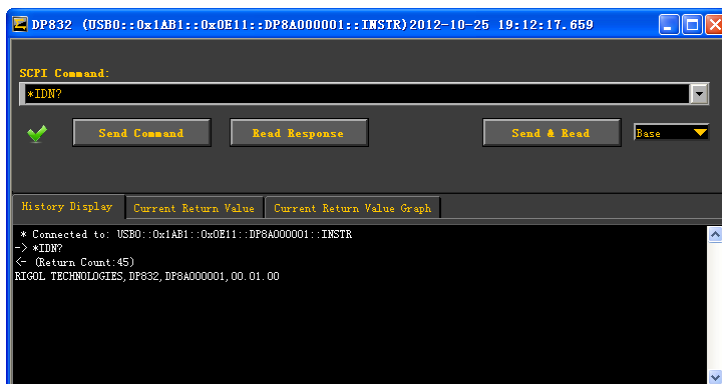 DP832 (USB0::0x1AB1::0x0E11::DP8A000001::INSTR)2012-10-25 19:12:17.659
SCPI Command:
*IDN?
Send Command Read Response Send & Read Base
History Display Current Return Value Current Return Value Graph
* Connected to: USB0::0x1AB1::0x0E11::DP8A000001::INSTR
-> *IDN?
<- (Return Count:45)
RIGOL TECHNOLOGIES,DP832,DP8A000001,00.01.00